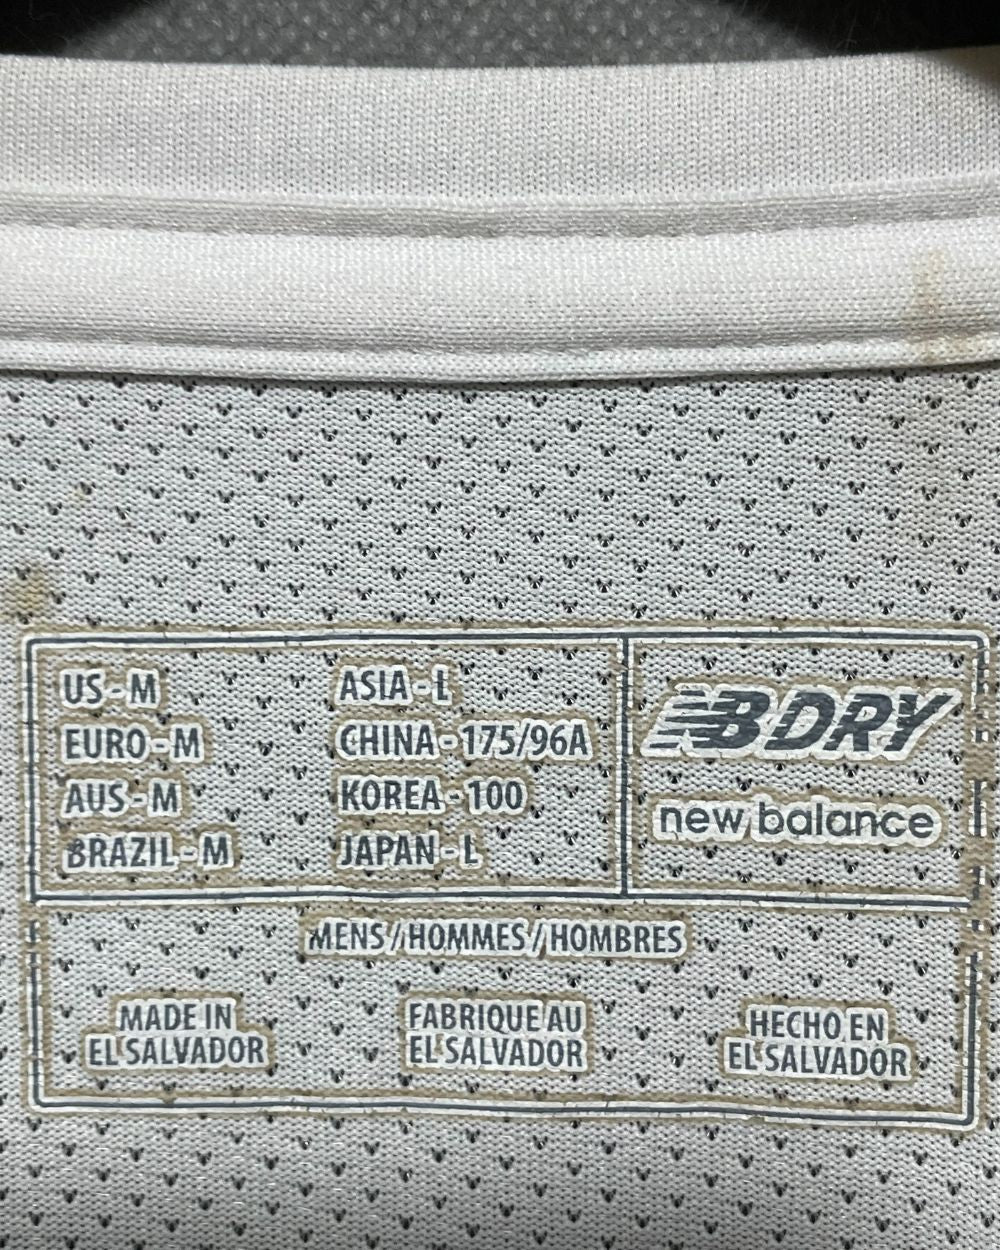 US-M
EURO-M
AUS-M
BRAZIL-M
ASIA-L
CHINA-175/96A
KOREA-100
JAPAN-L
NBDRY
new balance
MENS//HOMMES//HOMBRES
MADE IN
EL SALVADOR
FABRIQUE AU
EL SALVADOR
HECHO EN
EL SALVADOR